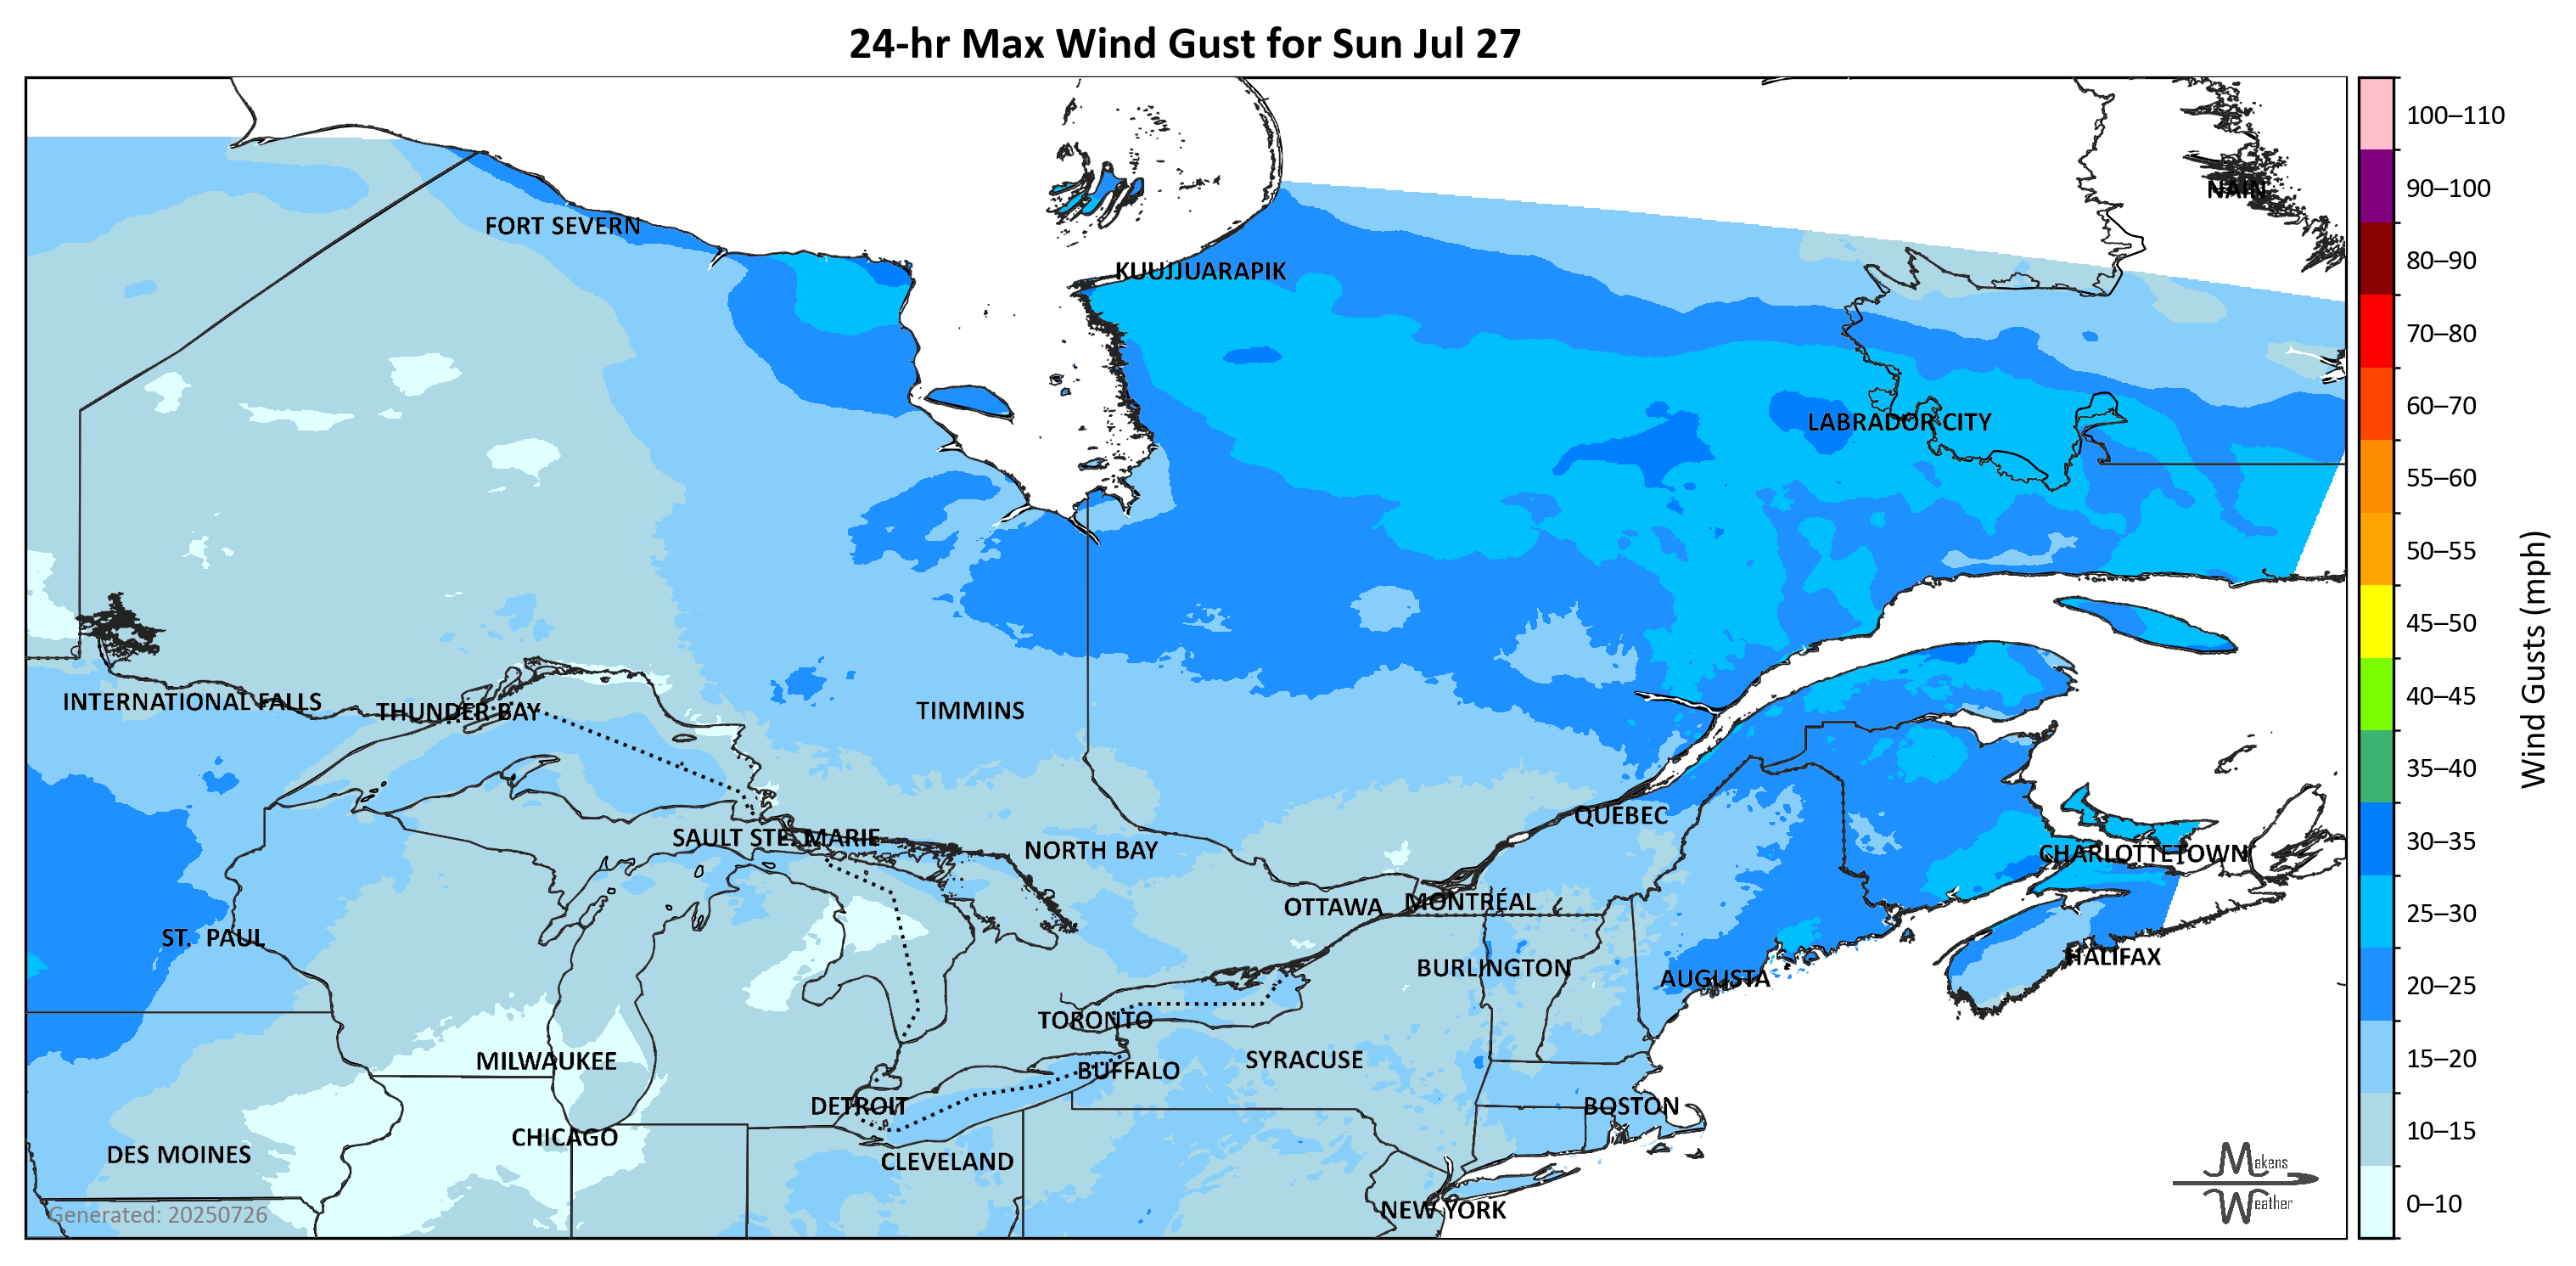 24-hr Max Wind Gust for Sun Jul 27
100–110
90–100
NAIN
FORT SEVERN
80–90
KUUJJUARAPIK
70–80
60–70
LABRADOR CITY
55–60
50–55
45–50
Wind Gusts (mph)
40–45
INTERNATIONAL FALLS
THUNDER BAY
TIMMINS
35–40
QUEBEC
30–35
SAULT STE. MARIE
NORTH BAY
CHARLOTTETOWN
OTTAWA
MONTRÉAL
25–30
ST. PAUL
HALIFAX
BURLINGTON
AUGUSTA
20–25
TORONTO
MILWAUKEE
SYRACUSE
15–20
BUFFALO
DETROIT
BOSTON
10–15
CHICAGO
DES MOINES
CLEVELAND
Makens
Weather
0–10
NEW YORK
Generated: 20250726